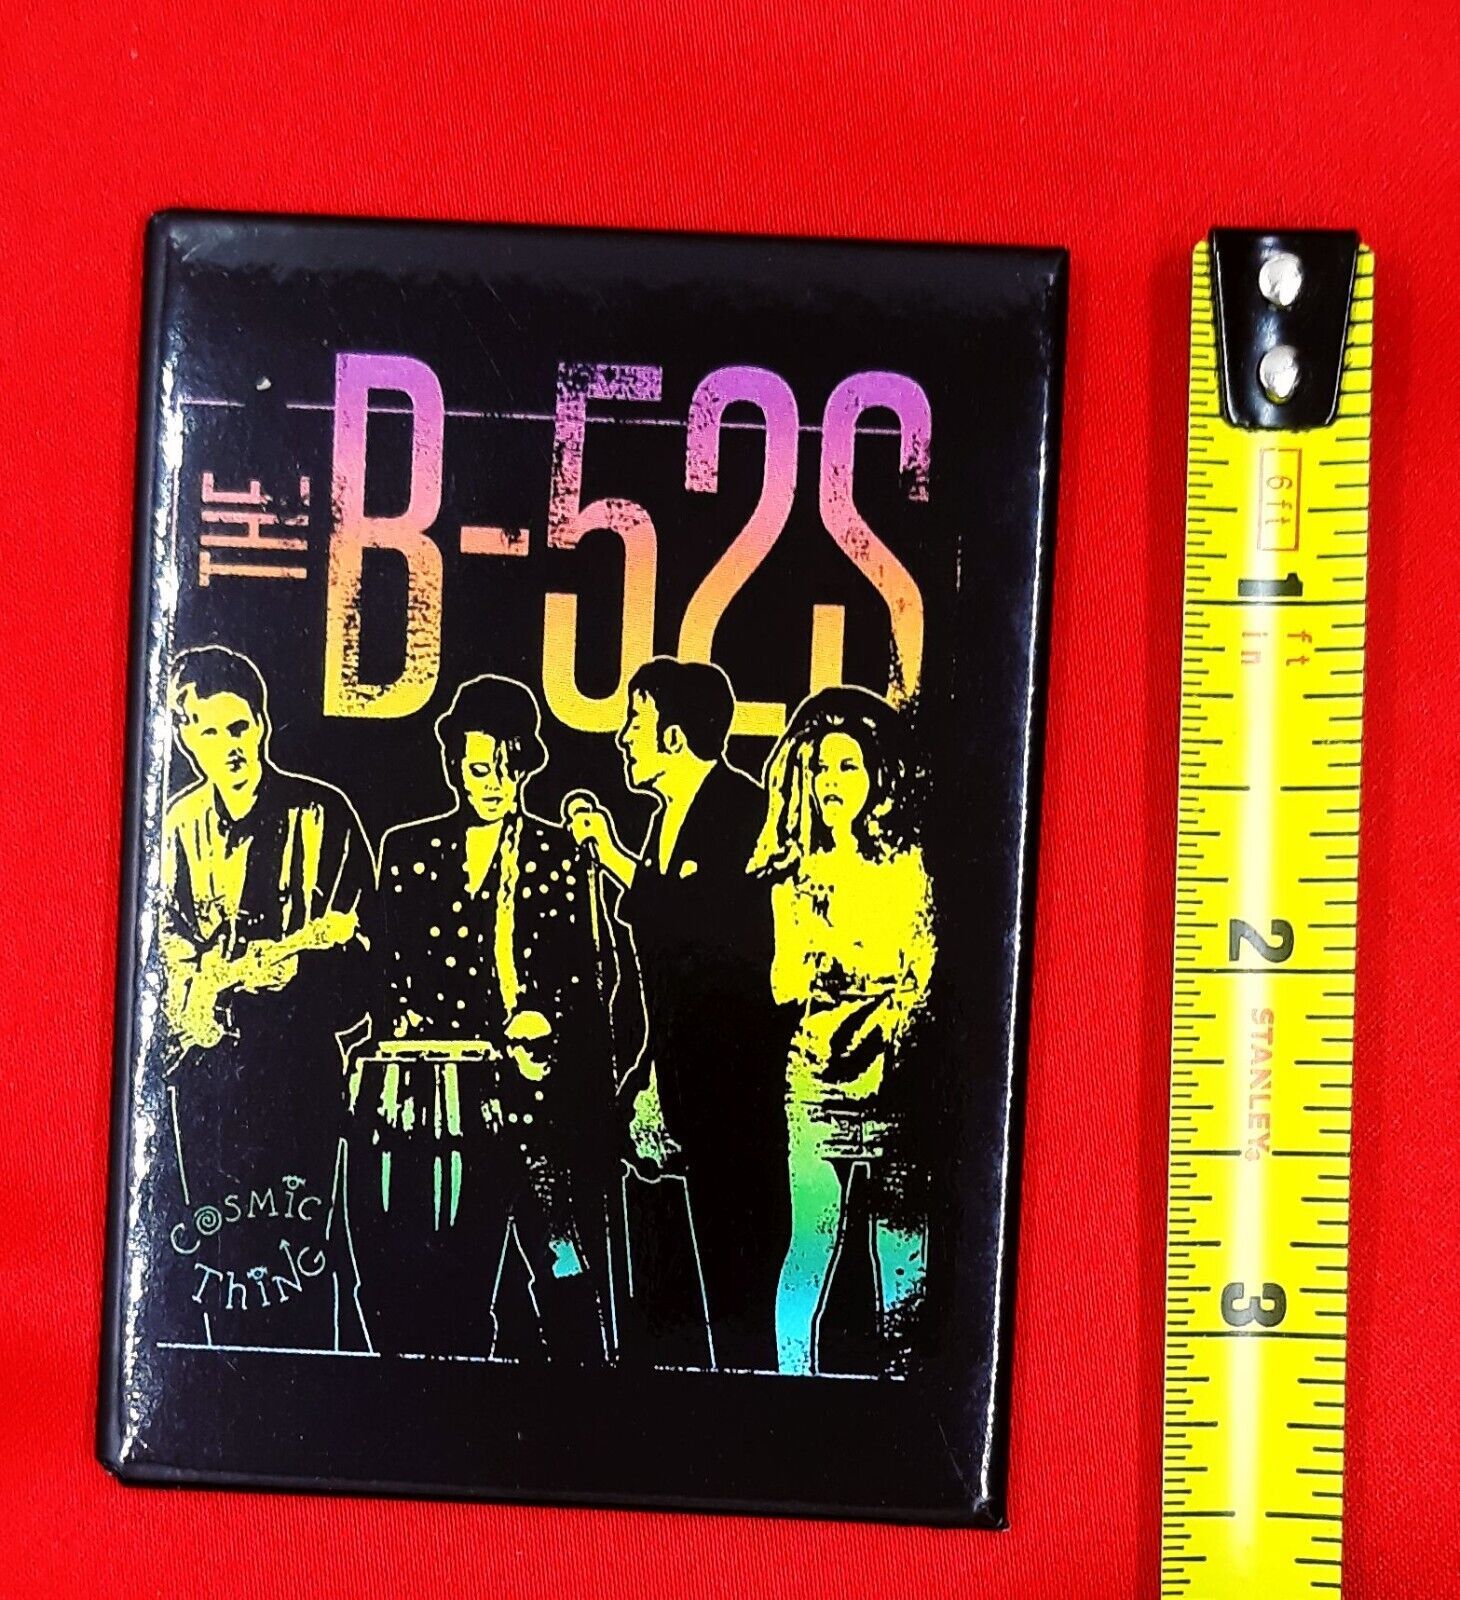 THE
B-52S
COSMIC
THING
6ft
1
ft
in
2
STANLEY
3